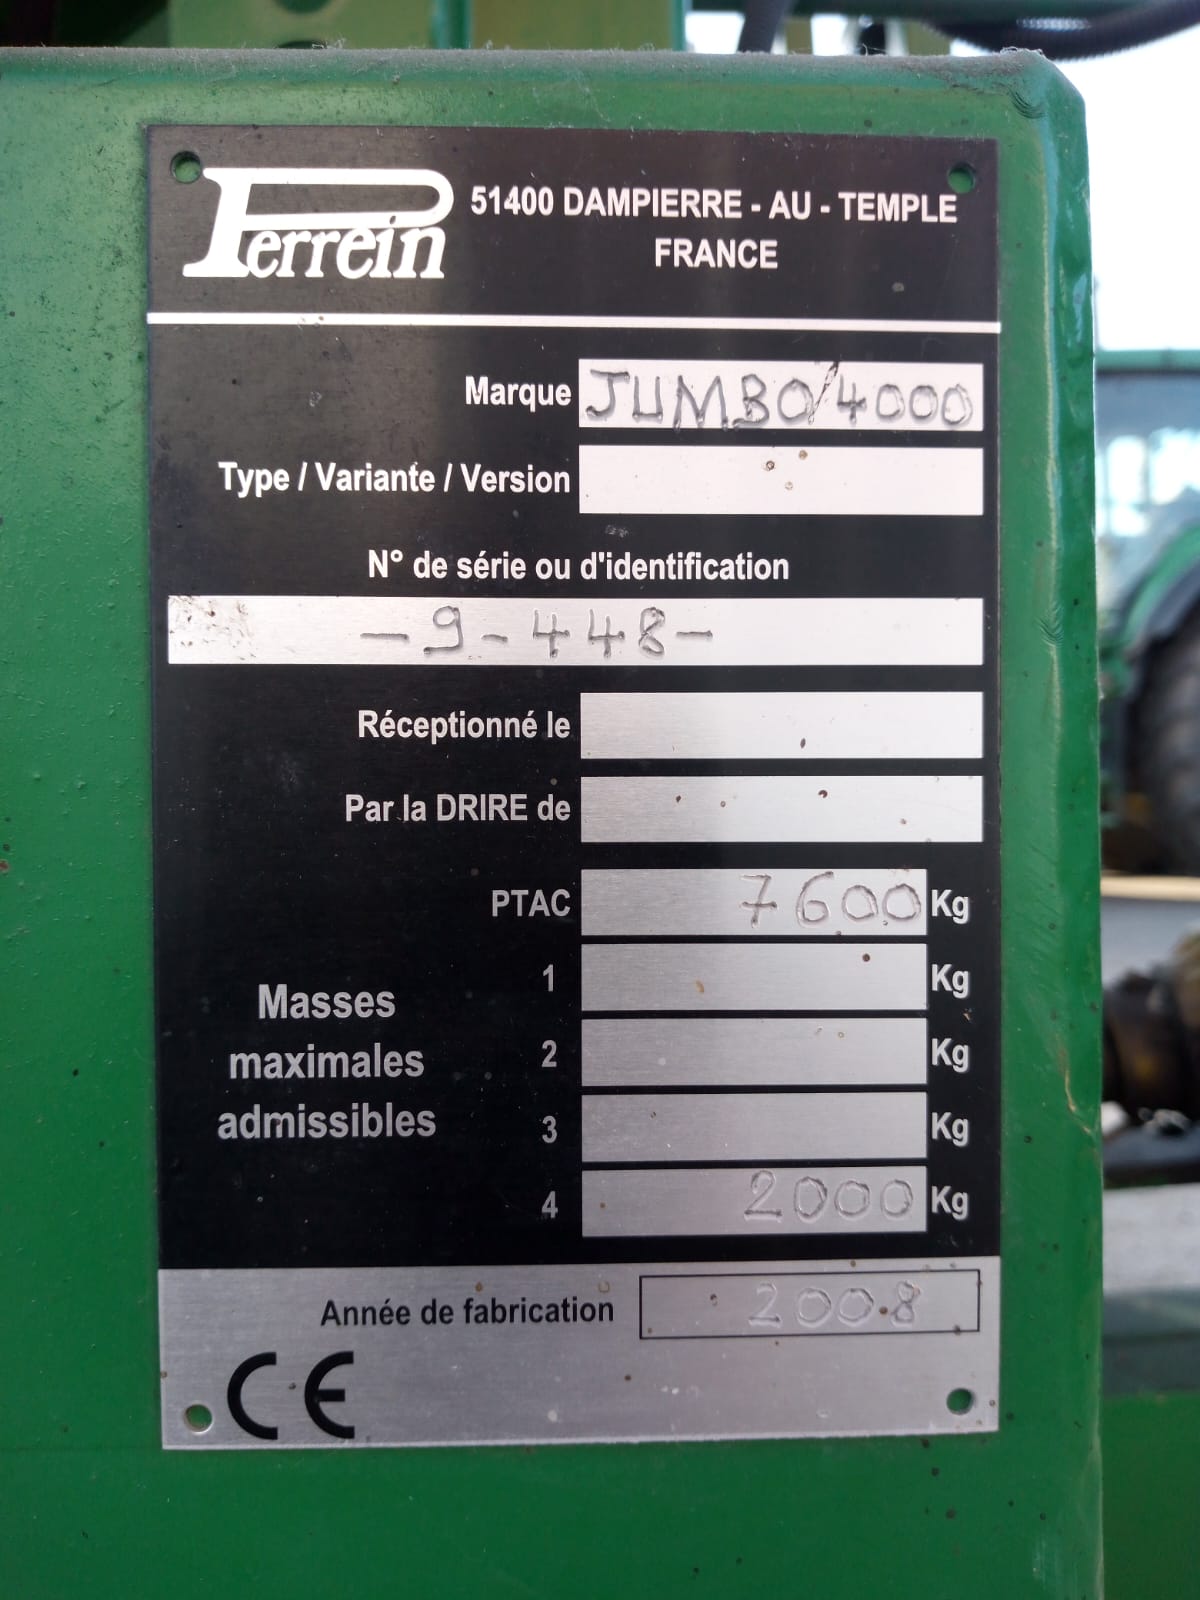 Perrein
51400 DAMPIERRE - AU - TEMPLE
FRANCE
Marque JUMBO/4000
Type / Variante / Version
N° de série ou d'identification
-9-448-
Réceptionné le
Par la DRIRE de
PTAC 7600 Kg
Masses maximales admissibles
1 Kg
2 Kg
3 Kg
4 2000 Kg
Année de fabrication 2008
CE